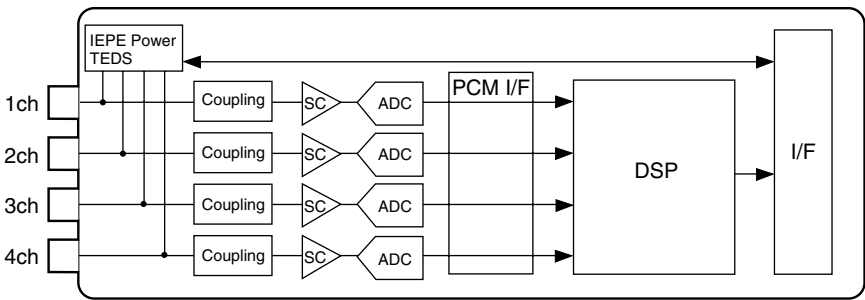 IEPE Power
TEDS
PCM I/F
1ch
Coupling
SC
ADC
2ch
Coupling
SC
ADC
3ch
Coupling
SC
ADC
4ch
Coupling
SC
ADC
DSP
I/F